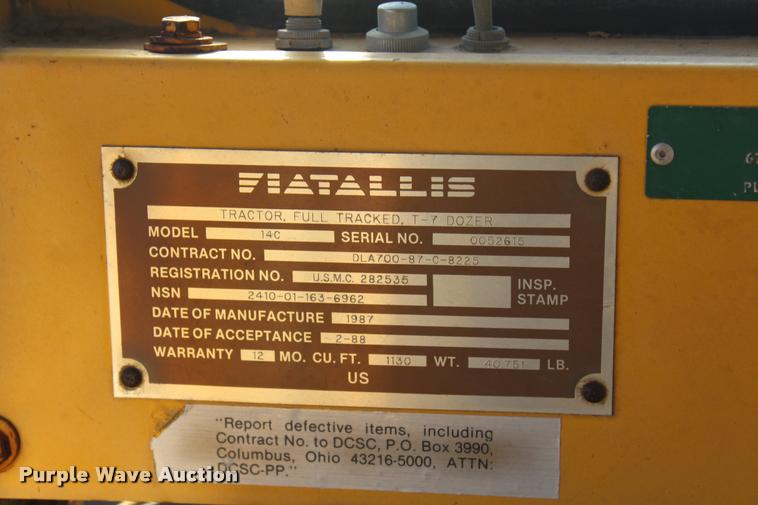 FIATALLIS
TRACTOR, FULL TRACKED, T-7 DOZER
MODEL 14C SERIAL NO. 0052615
CONTRACT NO. DLA700-87-C-8225
REGISTRATION NO. U.S.M.C. 282535
NSN 2410-01-163-6962
INSP. STAMP
DATE OF MANUFACTURE 1987
DATE OF ACCEPTANCE 2-88
WARRANTY 12 MO. CU. FT. 1130 WT. 40751 LB.
US
"Report defective items, including
Contract No. to DCSC, P.O. Box 3990,
Columbus, Ohio 43216-5000, ATTN:
DCSC-PP."
Purple Wave Auction